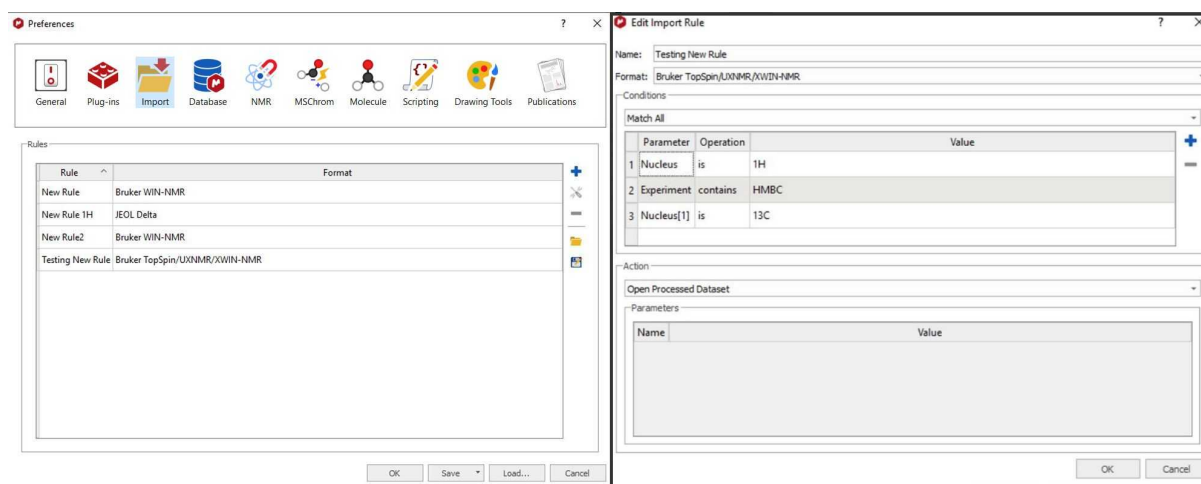 Preferences
?
General Plug-ins Import Database NMR MSChrom Molecule Scripting Drawing Tools Publications
Rules
Rule Format
New Rule Bruker WIN-NMR
New Rule 1H JEOL Delta
New Rule2 Bruker WIN-NMR
Testing New Rule Bruker TopSpin/UXNMR/XWIN-NMR
OK Save Load... Cancel
Edit Import Rule
?
Name: Testing New Rule
Format: Bruker TopSpin/UXNMR/XWIN-NMR
Conditions
Match All
Parameter Operation Value
1 Nucleus is 1H
2 Experiment contains HMBC
3 Nucleus[1] is 13C
Action
Open Processed Dataset
Parameters
Name Value
OK Cancel